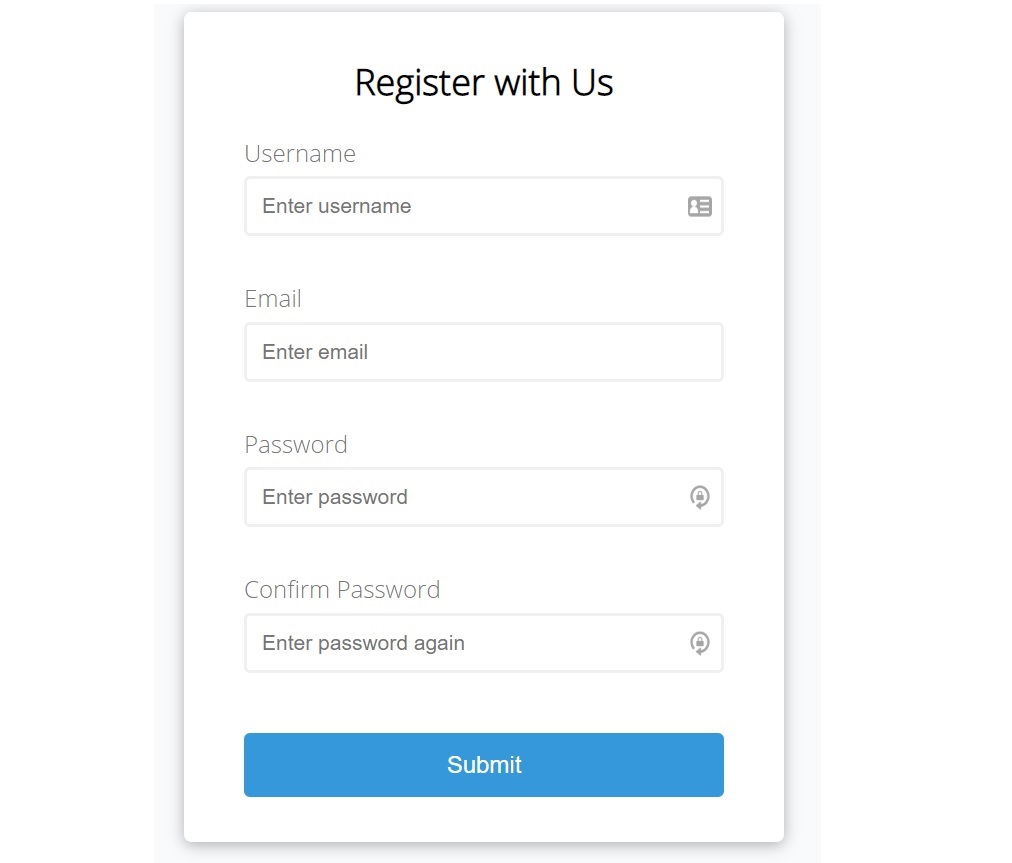 Register with Us
Username
Enter username
Email
Enter email
Password
Enter password
Confirm Password
Enter password again
Submit